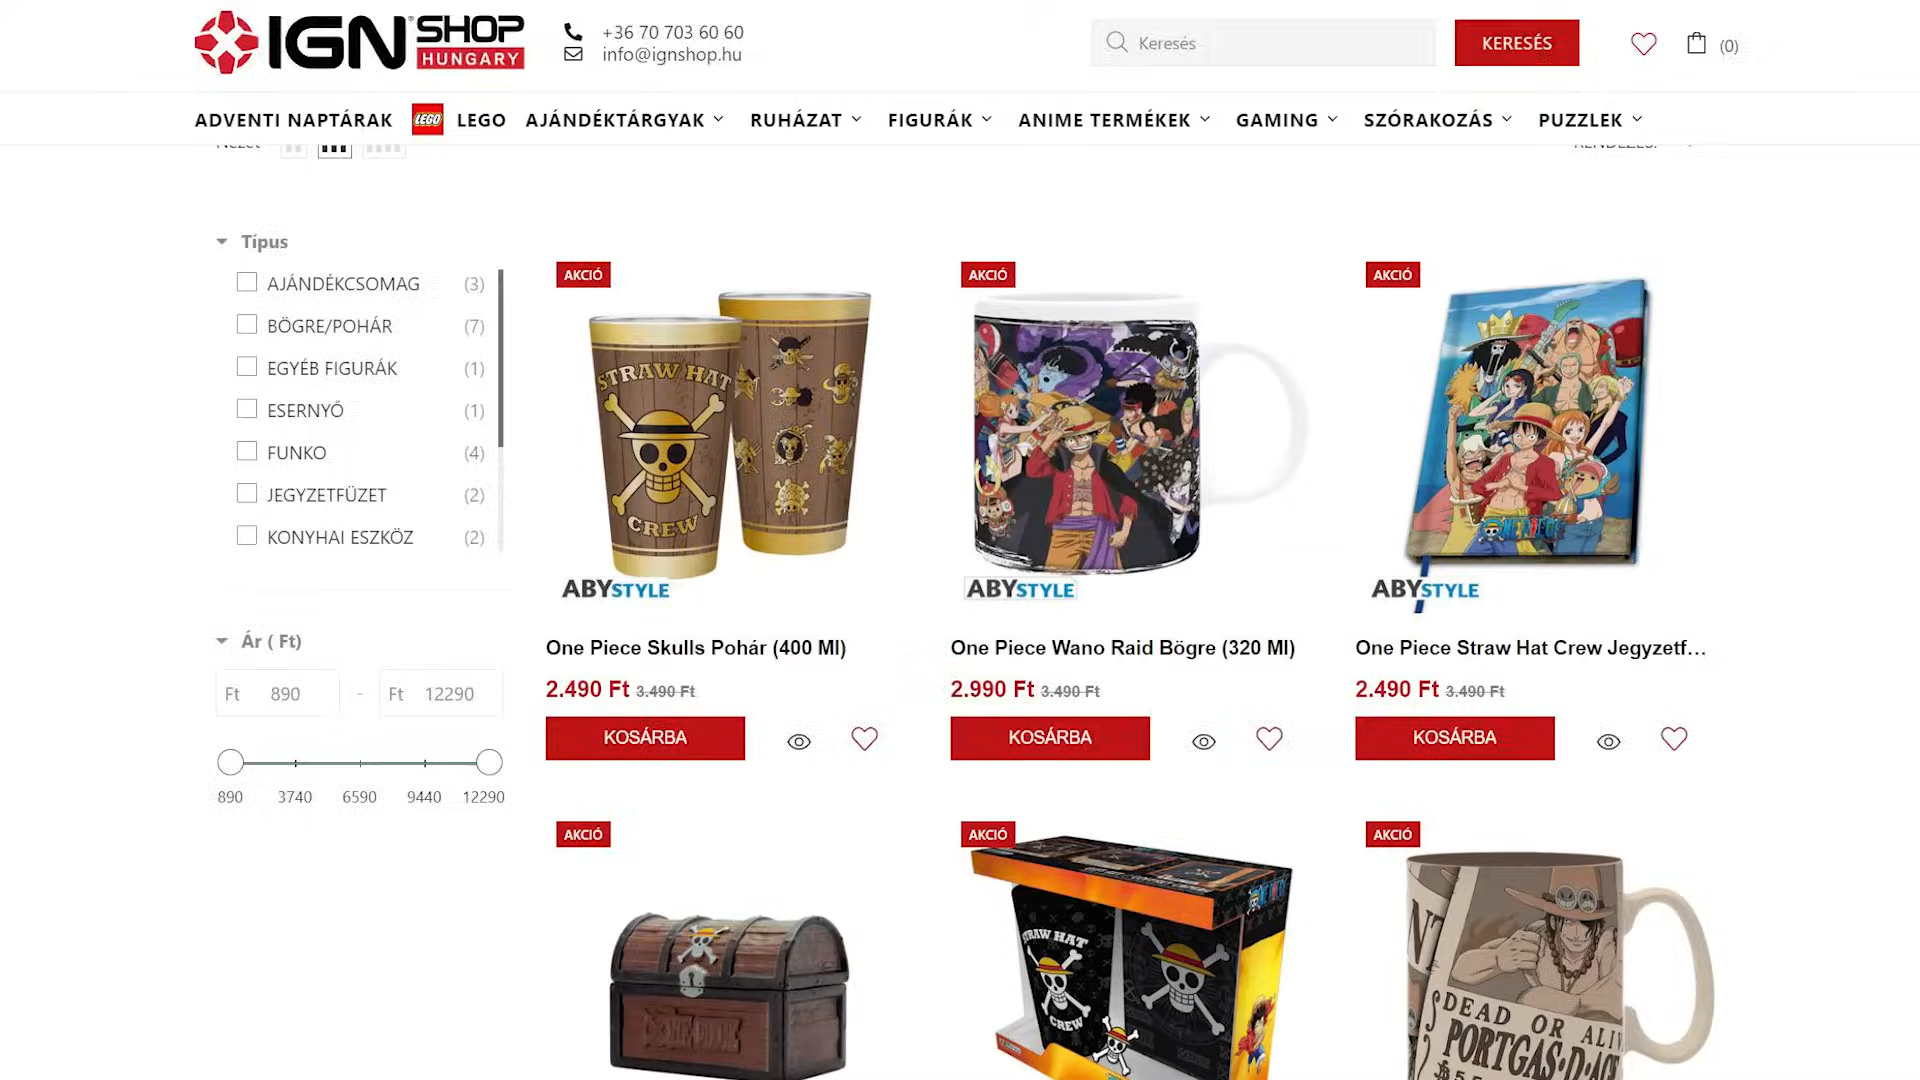 IGN SHOP
HUNGARY
+36 70 703 60 60
info@ignshop.hu
Keresés
KERESÉS
(0)
ADVENTI NAPTÁRAK
LEGO
LEGO
AJÁNDÉKTÁRGYAK
RUHÁZAT
FIGURÁK
ANIME TERMÉKEK
GAMING
SZÓRAKOZÁS
PUZZLEK
Típus
AJÁNDÉKCSOMAG (3)
BÖGRE/POHÁR (7)
EGYÉB FIGURÁK (1)
ESERNYŐ (1)
FUNKO (4)
JEGYZETFÜZET (2)
KONYHAI ESZKÖZ (2)
Ár ( Ft)
Ft 890 - Ft 12290
890 3740 6590 9440 12290
AKCIÓ
STRAW HAT
CREW
ABYSTYLE
One Piece Skulls Pohár (400 Ml)
2.490 Ft 3.490 Ft
KOSÁRBA
AKCIÓ
ABYSTYLE
One Piece Wano Raid Bögre (320 Ml)
2.990 Ft 3.490 Ft
KOSÁRBA
AKCIÓ
ONE PIECE
ABYSTYLE
One Piece Straw Hat Crew Jegyzetf...
2.490 Ft 3.490 Ft
KOSÁRBA
AKCIÓ
AKCIÓ
STRAW HAT
CREW
AKCIÓ
DEAD OR ALIV
PORTGAS·D·ACE